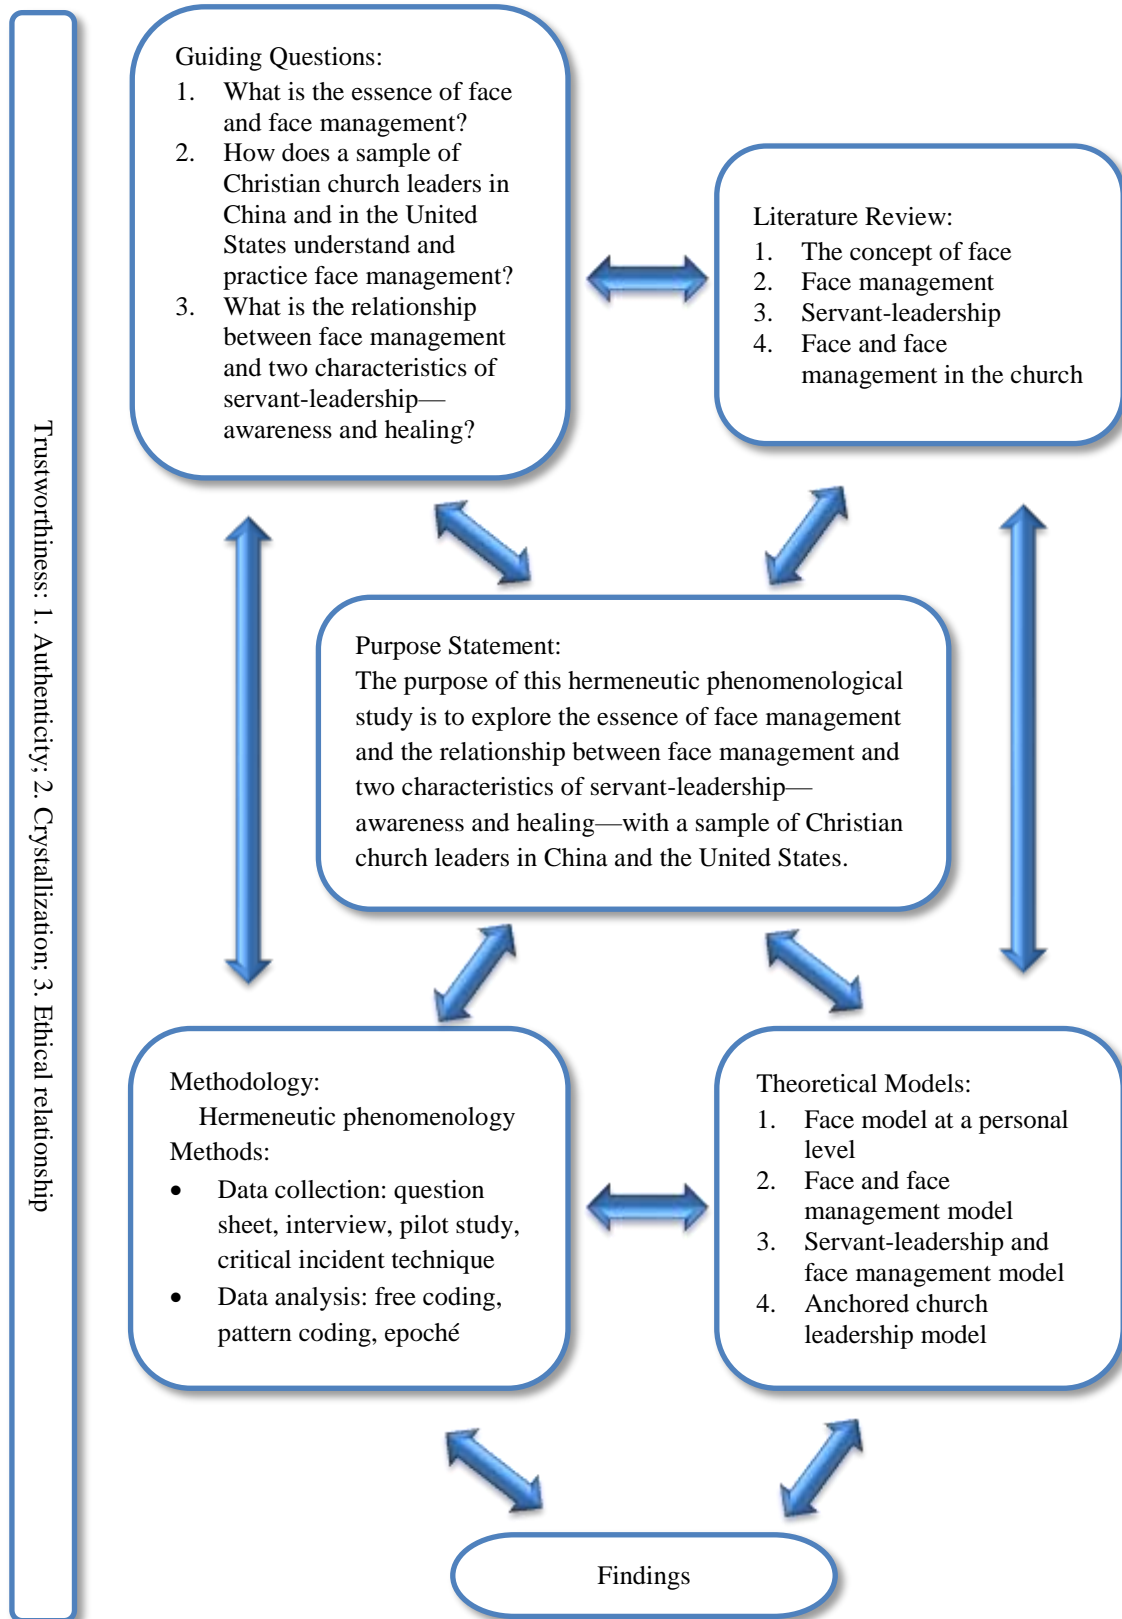 Trustworthiness: 1. Authenticity; 2. Crystallization; 3. Ethical relationship
Guiding Questions:
1. What is the essence of face
and face management?
2. How does a sample of
Christian church leaders in
China and in the United
States understand and
practice face management?
3. What is the relationship
between face management
and two characteristics of
servant-leadership—
awareness and healing?
Literature Review:
1. The concept of face
2. Face management
3. Servant-leadership
4. Face and face
management in the church
Purpose Statement:
The purpose of this hermeneutic phenomenological
study is to explore the essence of face management
and the relationship between face management and
two characteristics of servant-leadership—
awareness and healing—with a sample of Christian
church leaders in China and the United States.
Methodology:
Hermeneutic phenomenology
Methods:
• Data collection: question
sheet, interview, pilot study,
critical incident technique
• Data analysis: free coding,
pattern coding, epoché
Theoretical Models:
1. Face model at a personal
level
2. Face and face
management model
3. Servant-leadership and
face management model
4. Anchored church
leadership model
Findings